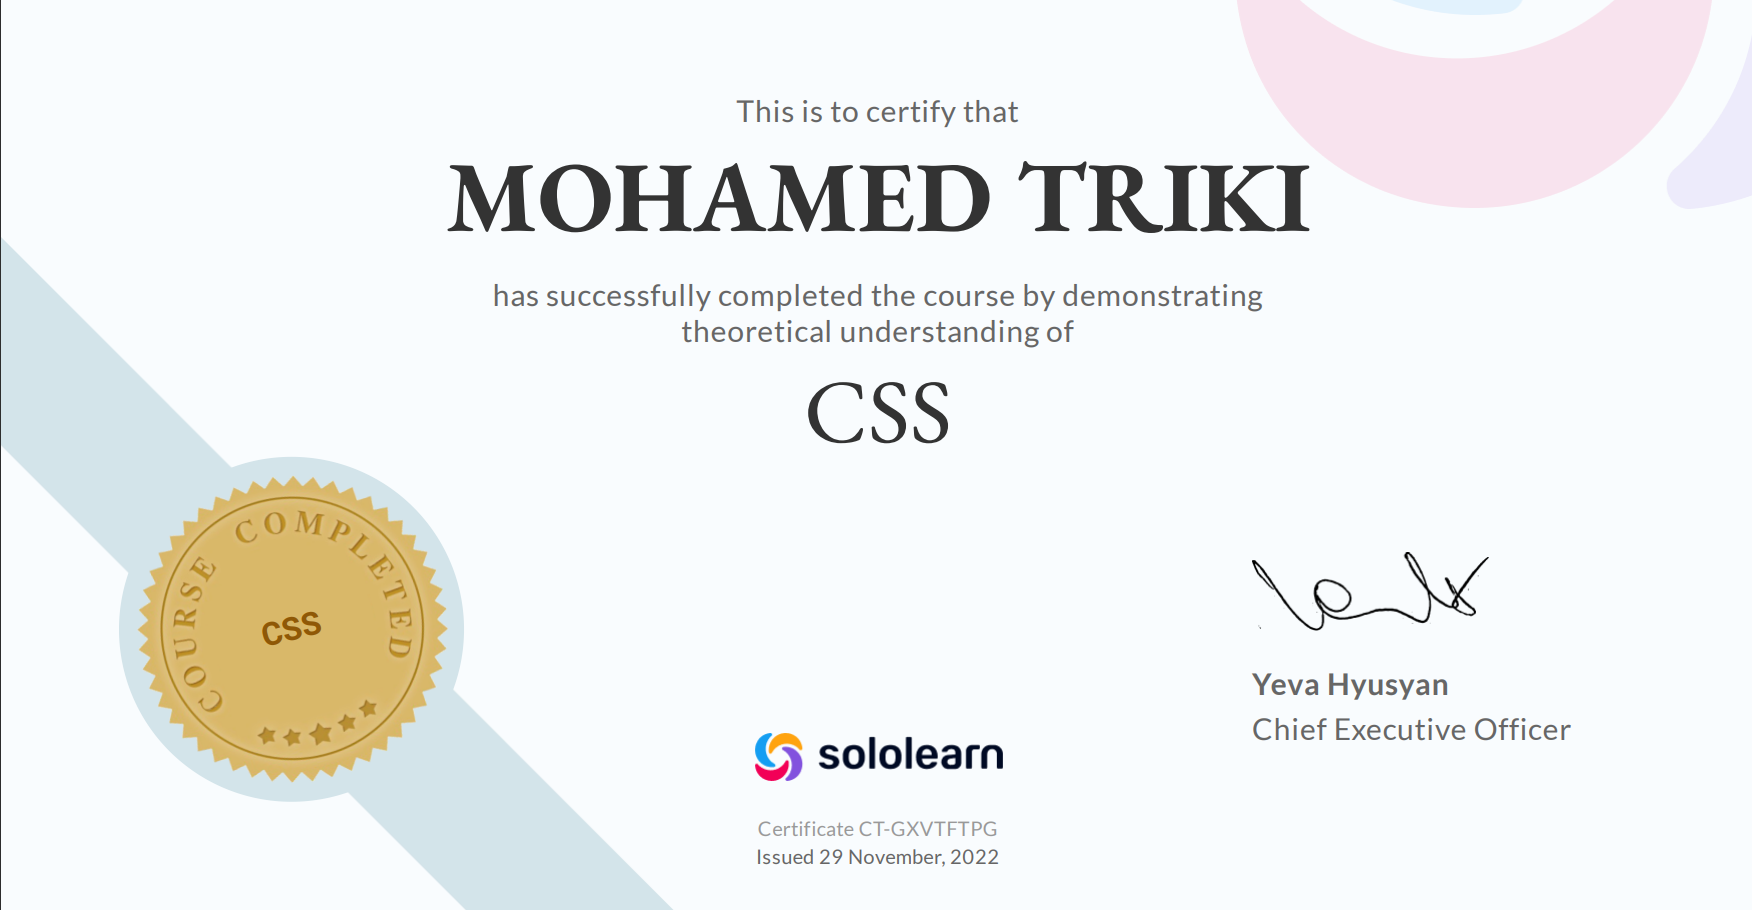 This is to certify that
MOHAMED TRIKI
has successfully completed the course by demonstrating
theoretical understanding of
CSS
COURSE COMPLETED
CSS
Yeva Hyusyan
Chief Executive Officer
sololearn
Certificate CT-GXVTFTPG
Issued 29 November, 2022